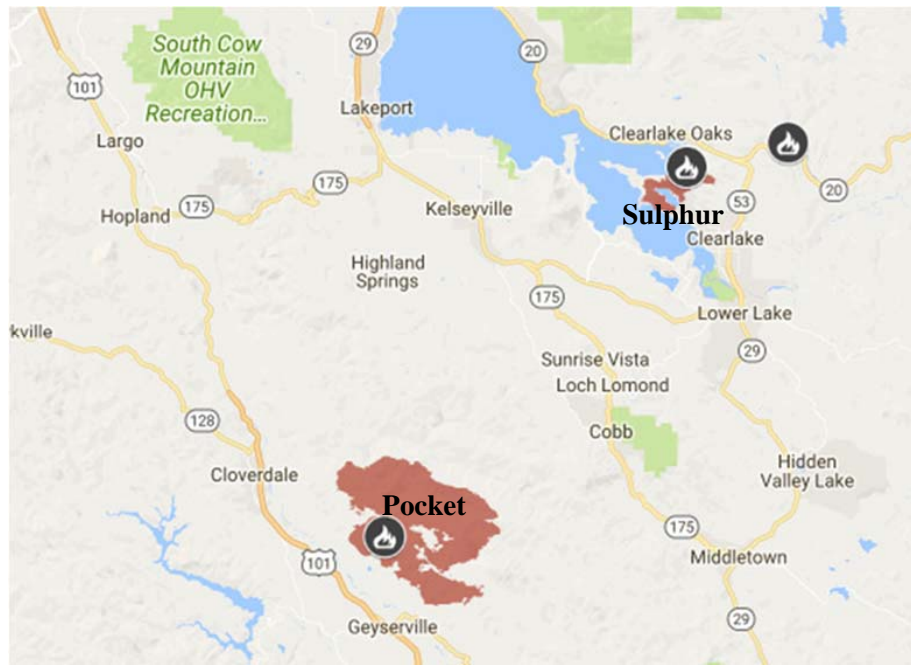 South Cow
Mountain
OHV
Recreation...
29
20
101
Lakeport
Largo
Clearlake Oaks
175
20
175
Hopland
Kelseyville
Sulphur
53
Clearlake
Highland
Springs
175
Lower Lake
kville
29
Sunrise Vista
Loch Lomond
128
Cobb
Cloverdale
Hidden
Valley Lake
Pocket
175
101
Middletown
Geyserville
29